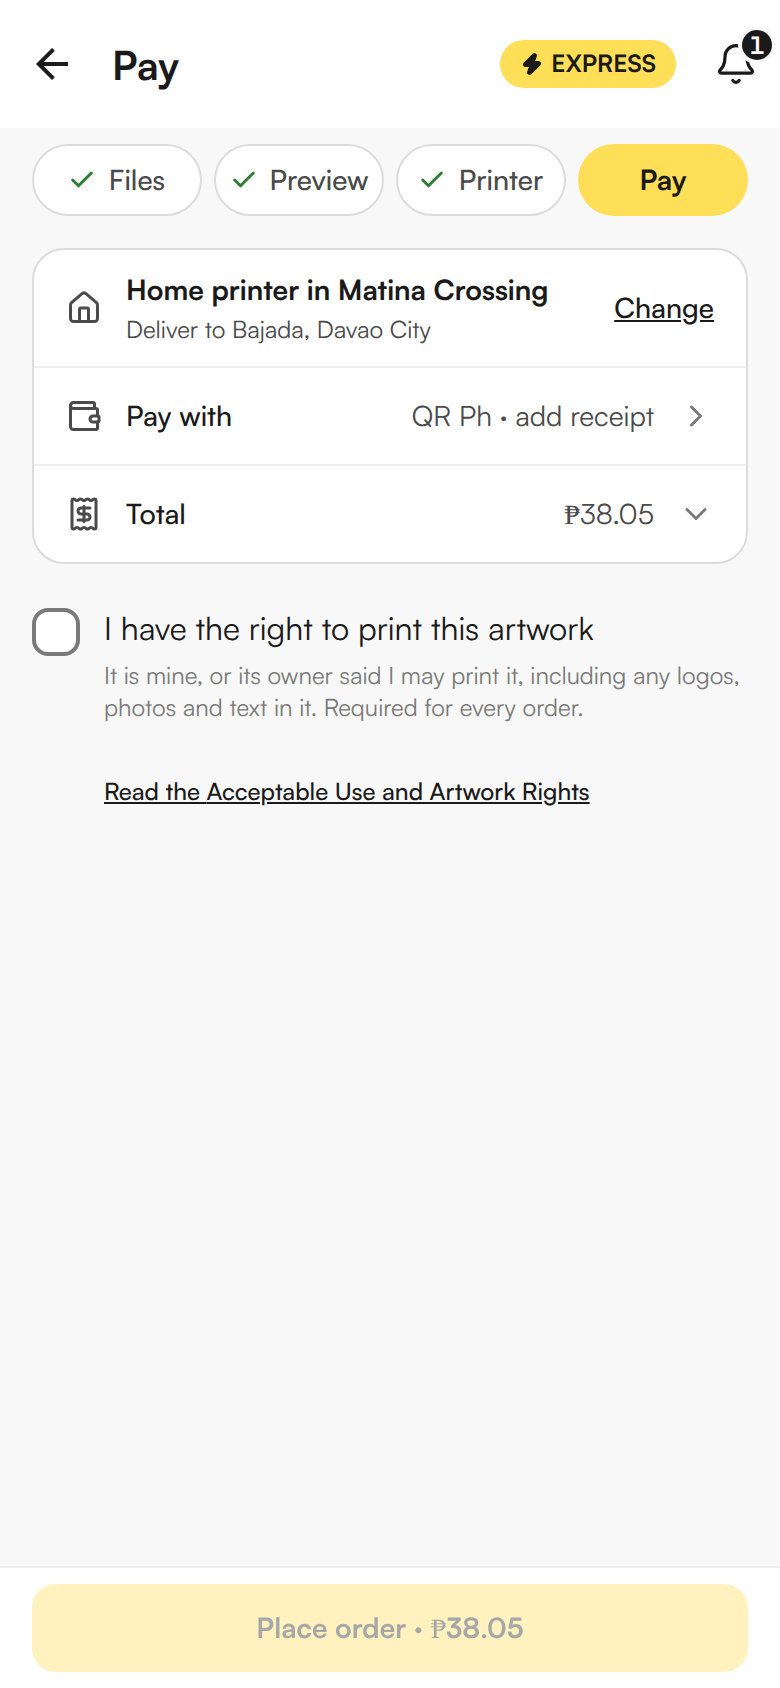 Pay
EXPRESS
1
Files
Preview
Printer
Pay
Home printer in Matina Crossing
Deliver to Bajada, Davao City
Change
Pay with
QR Ph · add receipt
Total
₱38.05
I have the right to print this artwork
It is mine, or its owner said I may print it, including any logos,
photos and text in it. Required for every order.
Read the Acceptable Use and Artwork Rights
Place order · ₱38.05